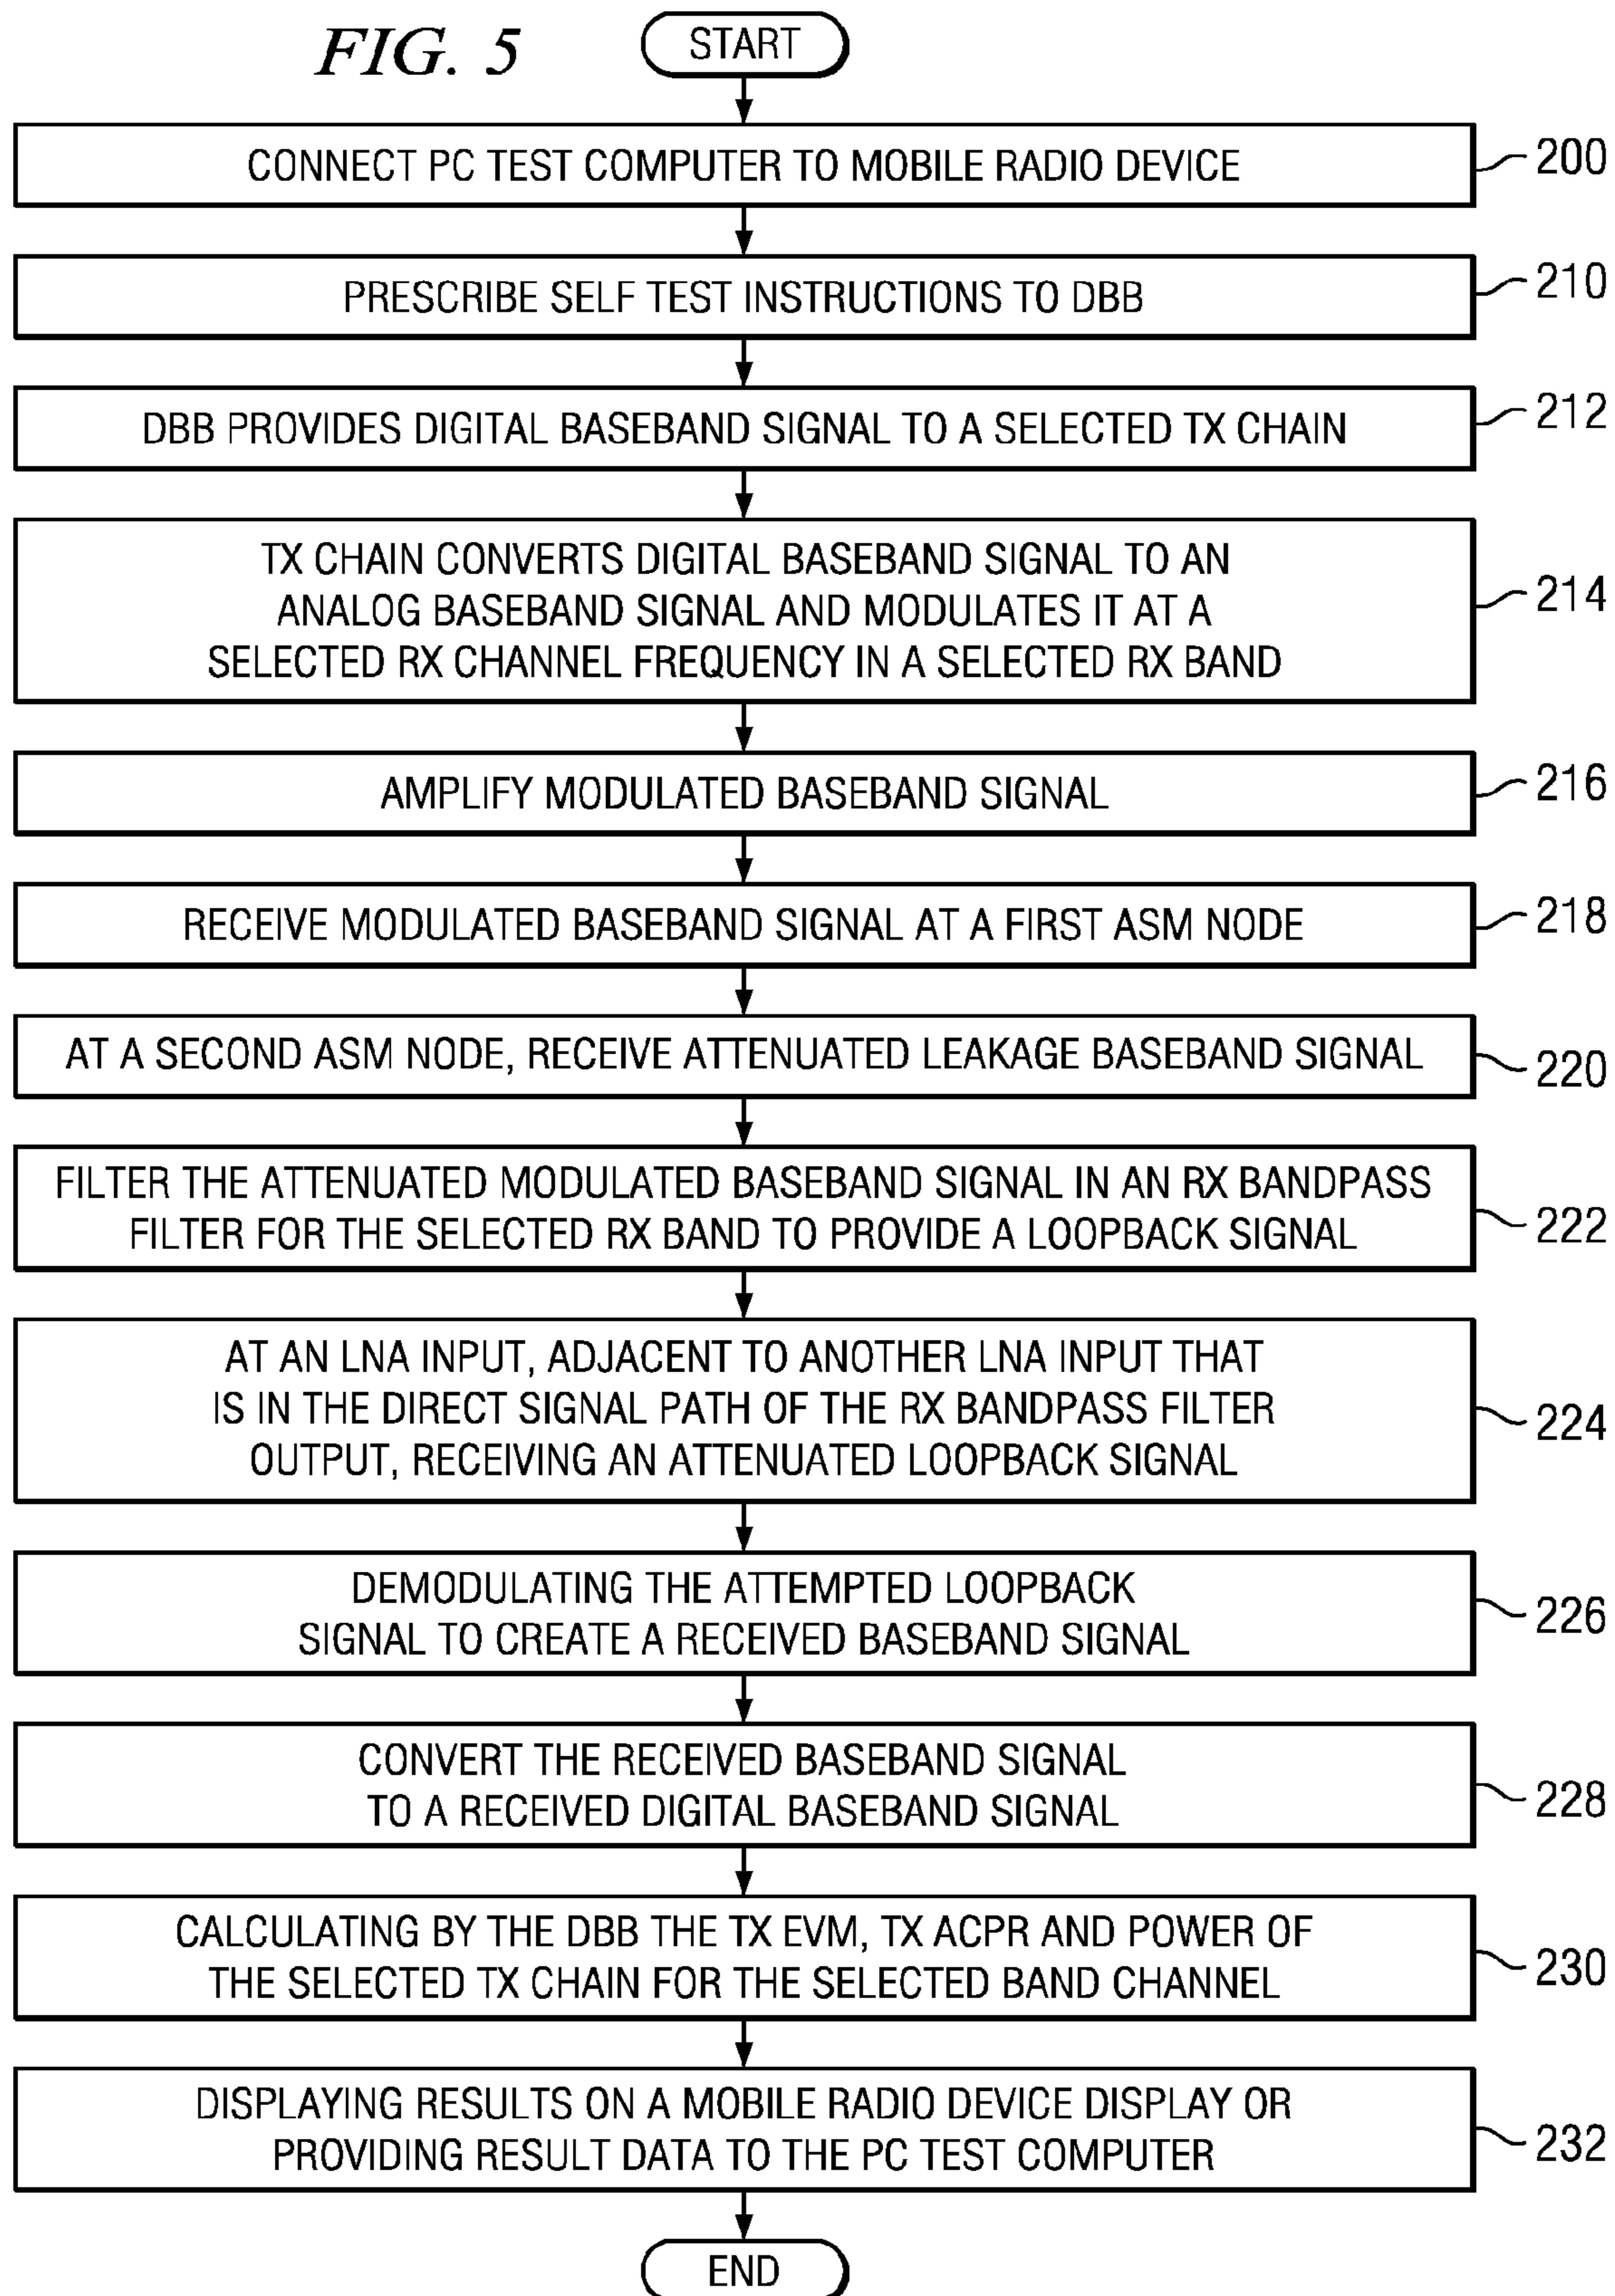 FIG. 5
START
CONNECT PC TEST COMPUTER TO MOBILE RADIO DEVICE
200
PRESCRIBE SELF TEST INSTRUCTIONS TO DBB
210
DBB PROVIDES DIGITAL BASEBAND SIGNAL TO A SELECTED TX CHAIN
212
TX CHAIN CONVERTS DIGITAL BASEBAND SIGNAL TO AN
ANALOG BASEBAND SIGNAL AND MODULATES IT AT A
SELECTED RX CHANNEL FREQUENCY IN A SELECTED RX BAND
214
AMPLIFY MODULATED BASEBAND SIGNAL
216
RECEIVE MODULATED BASEBAND SIGNAL AT A FIRST ASM NODE
218
AT A SECOND ASM NODE, RECEIVE ATTENUATED LEAKAGE BASEBAND SIGNAL
220
FILTER THE ATTENUATED MODULATED BASEBAND SIGNAL IN AN RX BANDPASS
FILTER FOR THE SELECTED RX BAND TO PROVIDE A LOOPBACK SIGNAL
222
AT AN LNA INPUT, ADJACENT TO ANOTHER LNA INPUT THAT
IS IN THE DIRECT SIGNAL PATH OF THE RX BANDPASS FILTER
OUTPUT, RECEIVING AN ATTENUATED LOOPBACK SIGNAL
224
DEMODULATING THE ATTEMPTED LOOPBACK
SIGNAL TO CREATE A RECEIVED BASEBAND SIGNAL
226
CONVERT THE RECEIVED BASEBAND SIGNAL
TO A RECEIVED DIGITAL BASEBAND SIGNAL
228
CALCULATING BY THE DBB THE TX EVM, TX ACPR AND POWER OF
THE SELECTED TX CHAIN FOR THE SELECTED BAND CHANNEL
230
DISPLAYING RESULTS ON A MOBILE RADIO DEVICE DISPLAY OR
PROVIDING RESULT DATA TO THE PC TEST COMPUTER
232
END